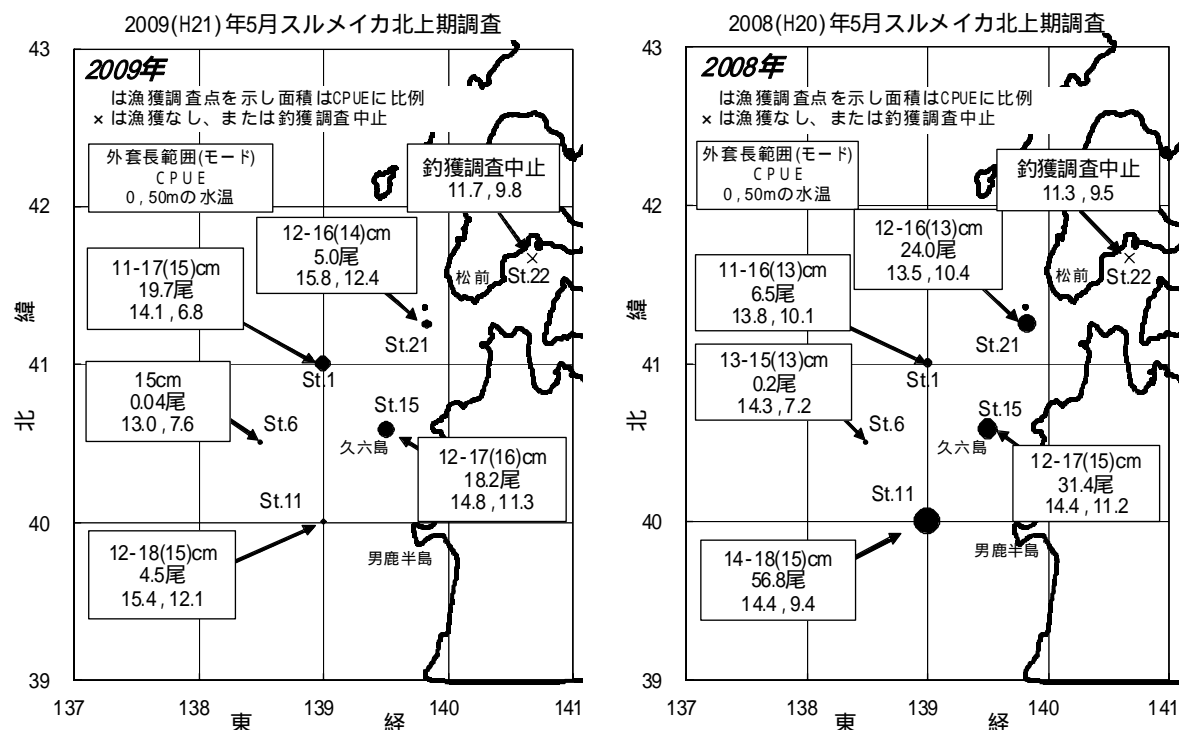 2009(H21)年5月スルメイカ北上期調査
43
2009年
は漁獲調査点を示し面積はCPUEに比例
×は漁獲なし、または釣獲調査中止
外套長範囲(モード)
CPUE
0,50mの水温
釣獲調査中止
11.7,9.8
42
12-16(14)cm
5.0尾
15.8,12.4
松前
×
St.22
11-17(15)cm
19.7尾
14.1,6.8
St.21
41
St.1
15cm
0.04尾
13.0,7.6
St.6
St.15
久六島
12-17(16)cm
18.2尾
14.8,11.3
St.11
40
12-18(15)cm
4.5尾
15.4,12.1
男鹿半島
39
北緯
137 138 139 140 141
東経
2008(H20)年5月スルメイカ北上期調査
43
2008年
は漁獲調査点を示し面積はCPUEに比例
×は漁獲なし、または釣獲調査中止
外套長範囲(モード)
CPUE
0,50mの水温
釣獲調査中止
11.3,9.5
42
12-16(13)cm
24.0尾
13.5,10.4
松前
×
St.22
11-16(13)cm
6.5尾
13.8,10.1
St.21
41
St.1
13-15(13)cm
0.2尾
14.3,7.2
St.6
St.15
久六島
12-17(15)cm
31.4尾
14.4,11.2
St.11
40
14-18(15)cm
56.8尾
14.4,9.4
男鹿半島
39
北緯
137 138 139 140 141
東経